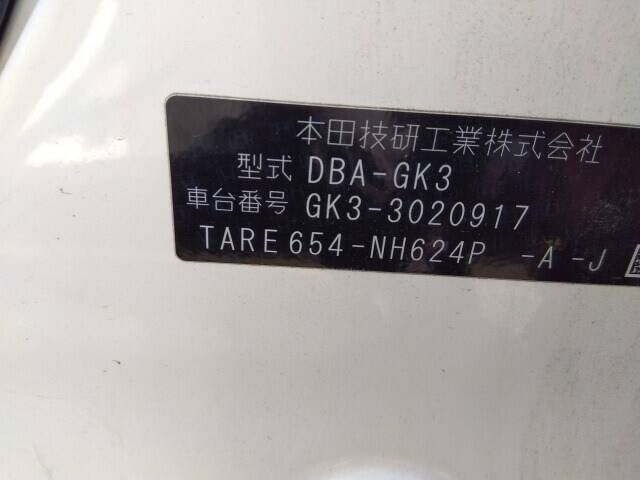 本田技研工業株式会社
型式 DBA-GK3
車台番号 GK3-3020917
TARE654-NH624P -A -J